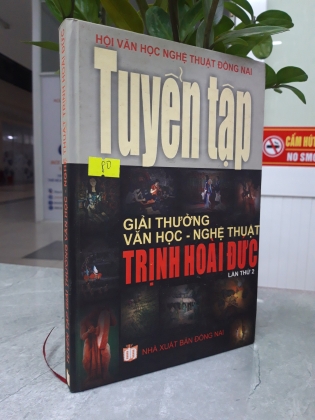 HỘI VĂN HỌC NGHỆ THUẬT ĐỒNG NAI
Tuyển tập
GIẢI THƯỞNG
VĂN HỌC - NGHỆ THUẬT
TRỊNH HOÀI ĐỨC
LẦN THỨ 2
NHÀ XUẤT BẢN ĐỒNG NAI
CẤM HÚT
NO SMO